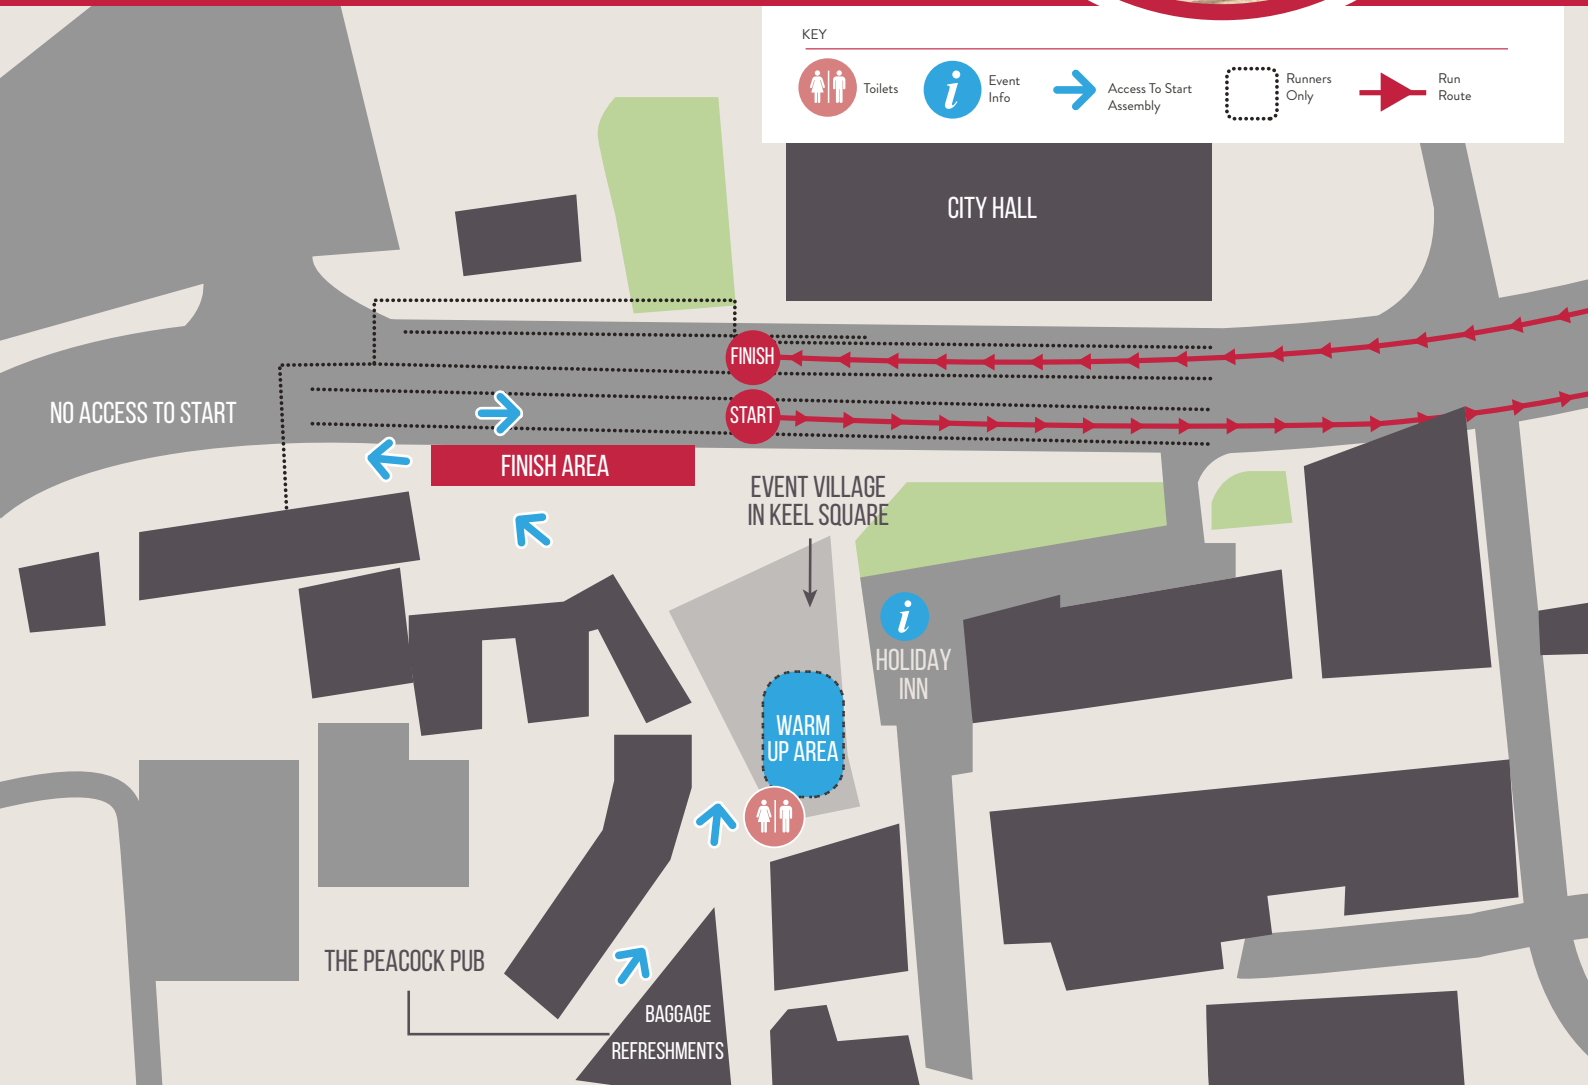 KEY
Toilets
Event
Info
Access To Start
Assembly
Runners
Only
Run
Route
CITY HALL
FINISH
NO ACCESS TO START
START
FINISH AREA
EVENT VILLAGE
IN KEEL SQUARE
HOLIDAY
INN
WARM
UP AREA
THE PEACOCK PUB
BAGGAGE
REFRESHMENTS